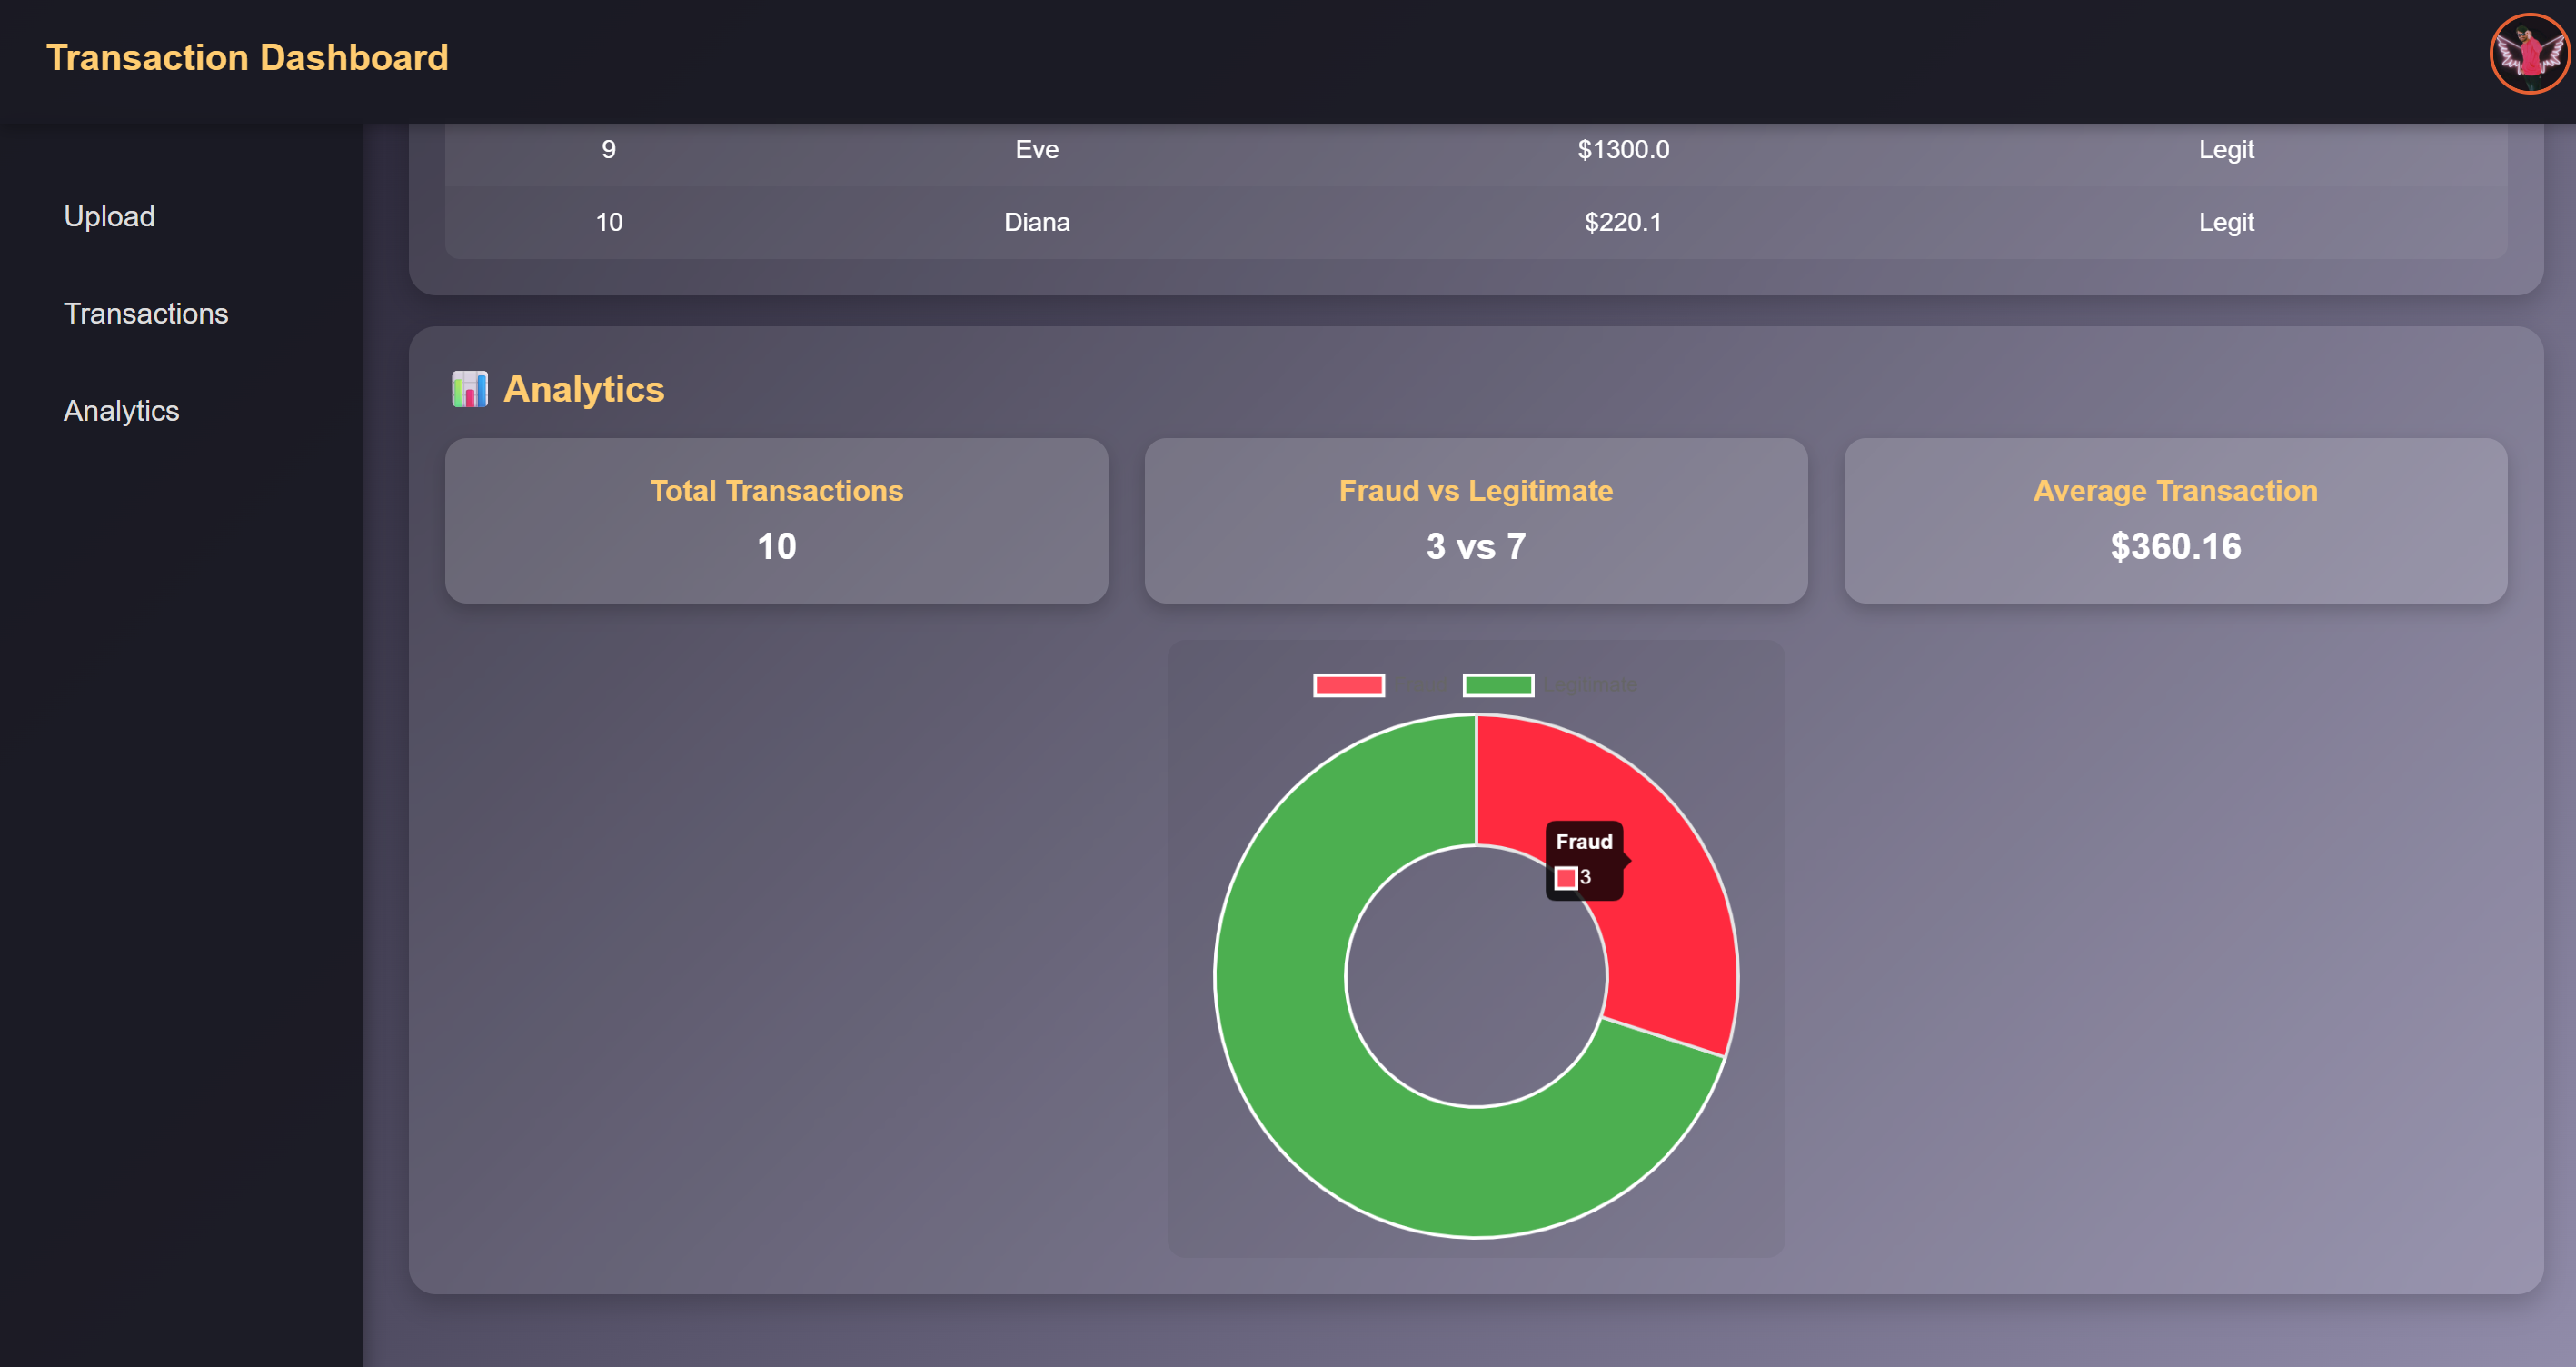 Transaction Dashboard
Upload
Transactions
Analytics
9 Eve $1300.0 Legit
10 Diana $220.1 Legit
📊 Analytics
Total Transactions
10
Fraud vs Legitimate
3 vs 7
Average Transaction
$360.16
Legitimate
Fraud
3